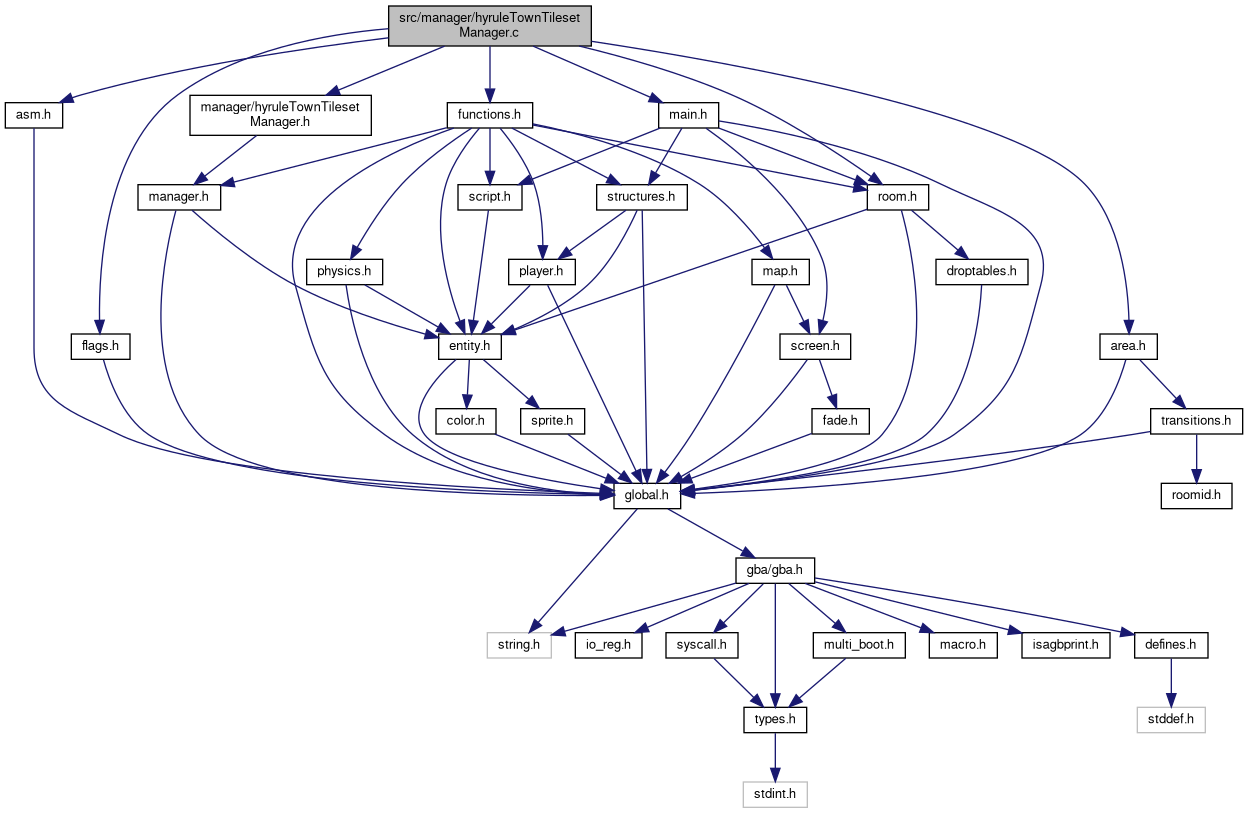 src/manager/hyruleTownTileset
Manager.c
asm.h
manager/hyruleTownTileset
Manager.h
functions.h
main.h
manager.h
script.h
structures.h
room.h
physics.h
player.h
map.h
droptables.h
flags.h
entity.h
screen.h
area.h
color.h
sprite.h
fade.h
transitions.h
global.h
roomid.h
gba/gba.h
string.h
io_reg.h
syscall.h
multi_boot.h
macro.h
isagbprint.h
defines.h
types.h
stddef.h
stdint.h